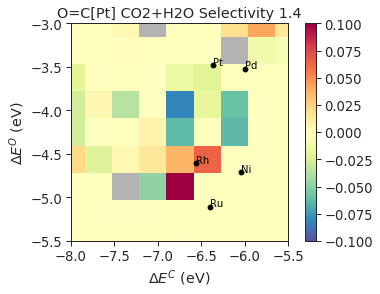 O=C[Pt] CO2+H2O Selectivity 1.4
−3.0
−3.5
−4.0
−4.5
−5.0
−5.5
ΔE^O (eV)
Pt
Pd
Rh
Ni
Ru
−8.0 −7.5 −7.0 −6.5 −6.0 −5.5
ΔE^C (eV)
0.100
0.075
0.050
0.025
0.000
−0.025
−0.050
−0.075
−0.100